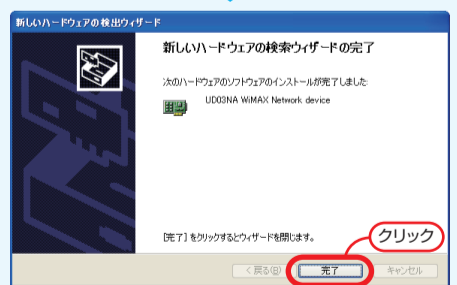 新しいハードウェアの検出ウィザード
新しいハードウェアの検索ウィザードの完了
次のハードウェアのソフトウェアのインストールが完了しました:
UD03NA WiMAX Network device
[完了] をクリックするとウィザードを閉じます。
クリック
< 戻る(B)
完了
キャンセル